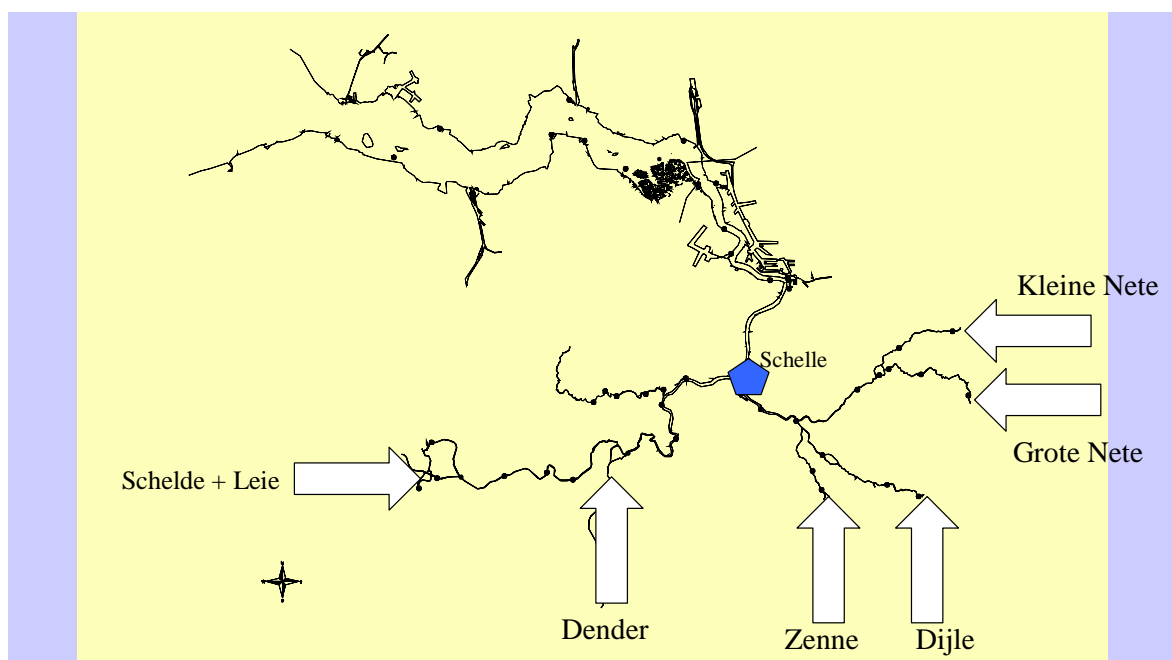 Kleine Nete
Schelle
Grote Nete
Schelde + Leie
Dender
Zenne
Dijle